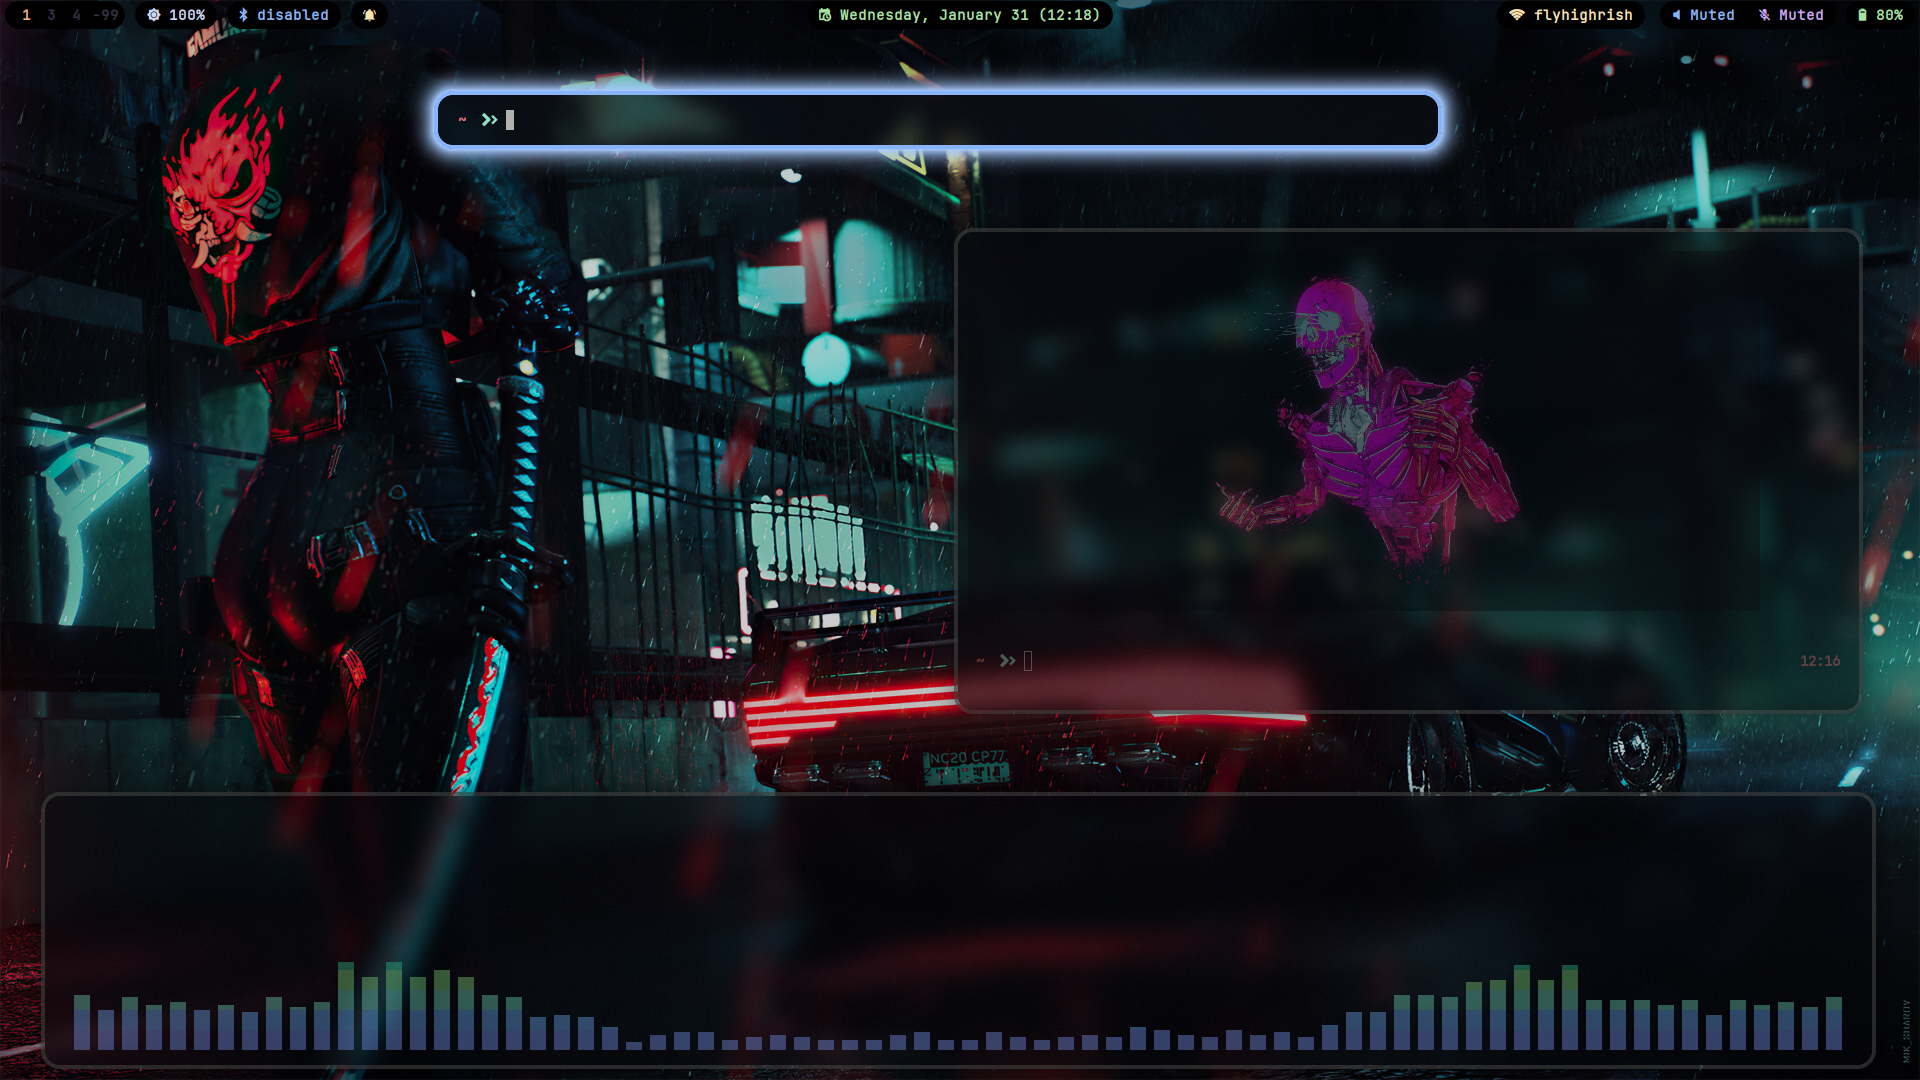 1 3 4 -99 100% disabled
Wednesday, January 31 (12:18)
flyhighrish Muted Muted 80%
~ >>
~ >> 12:16
NC20 CP77
MIK_SHAROV